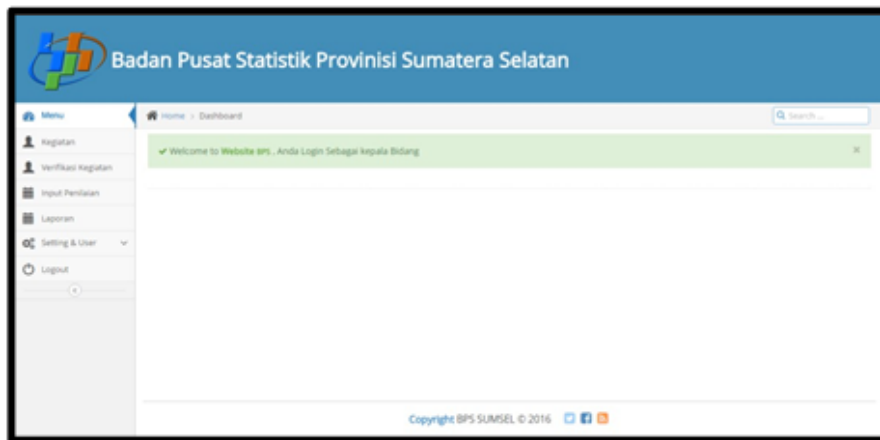 Badan Pusat Statistik Provinisi Sumatera Selatan
Menu
Home > Dashboard
Search ...
Kegiatan
✔ Welcome to Website BPS . Anda Login Sebagai kepala Bidang ×
Verifikasi Kegiatan
Input Penilaian
Laporan
Setting & User
Logout
Copyright BPS SUMSEL © 2016